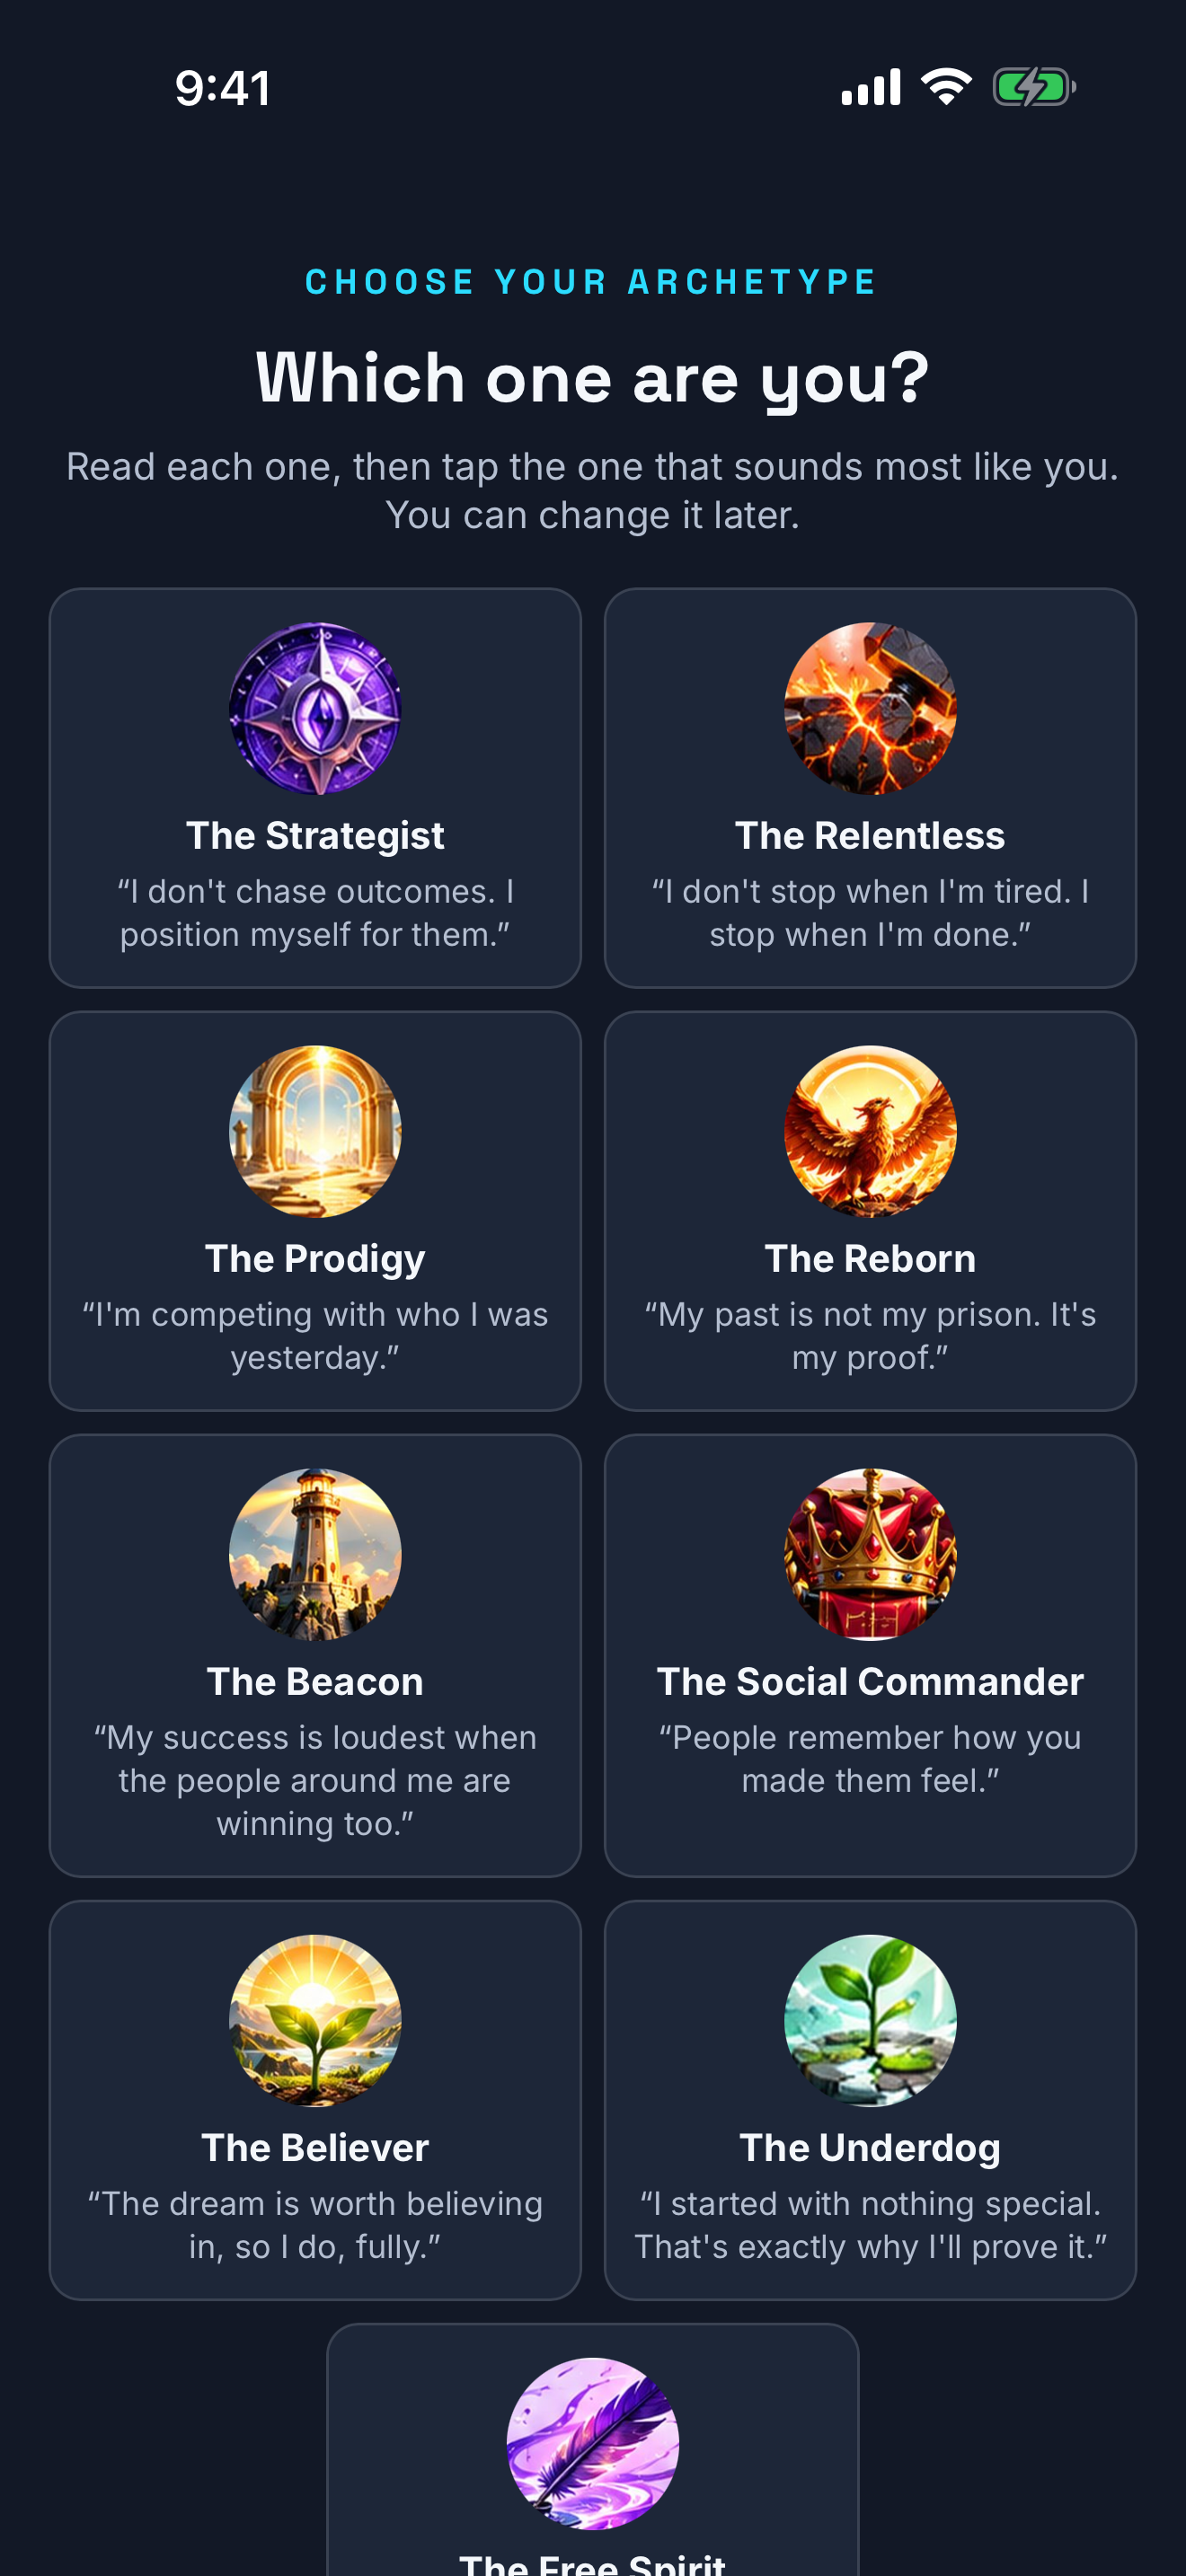 9:41
CHOOSE YOUR ARCHETYPE
Which one are you?
Read each one, then tap the one that sounds most like you.
You can change it later.
The Strategist
“I don't chase outcomes. I
position myself for them.”
The Relentless
“I don't stop when I'm tired. I
stop when I'm done.”
The Prodigy
“I'm competing with who I was
yesterday.”
The Reborn
“My past is not my prison. It's
my proof.”
The Beacon
“My success is loudest when
the people around me are
winning too.”
The Social Commander
“People remember how you
made them feel.”
The Believer
“The dream is worth believing
in, so I do, fully.”
The Underdog
“I started with nothing special.
That's exactly why I'll prove it.”
The Free Spirit